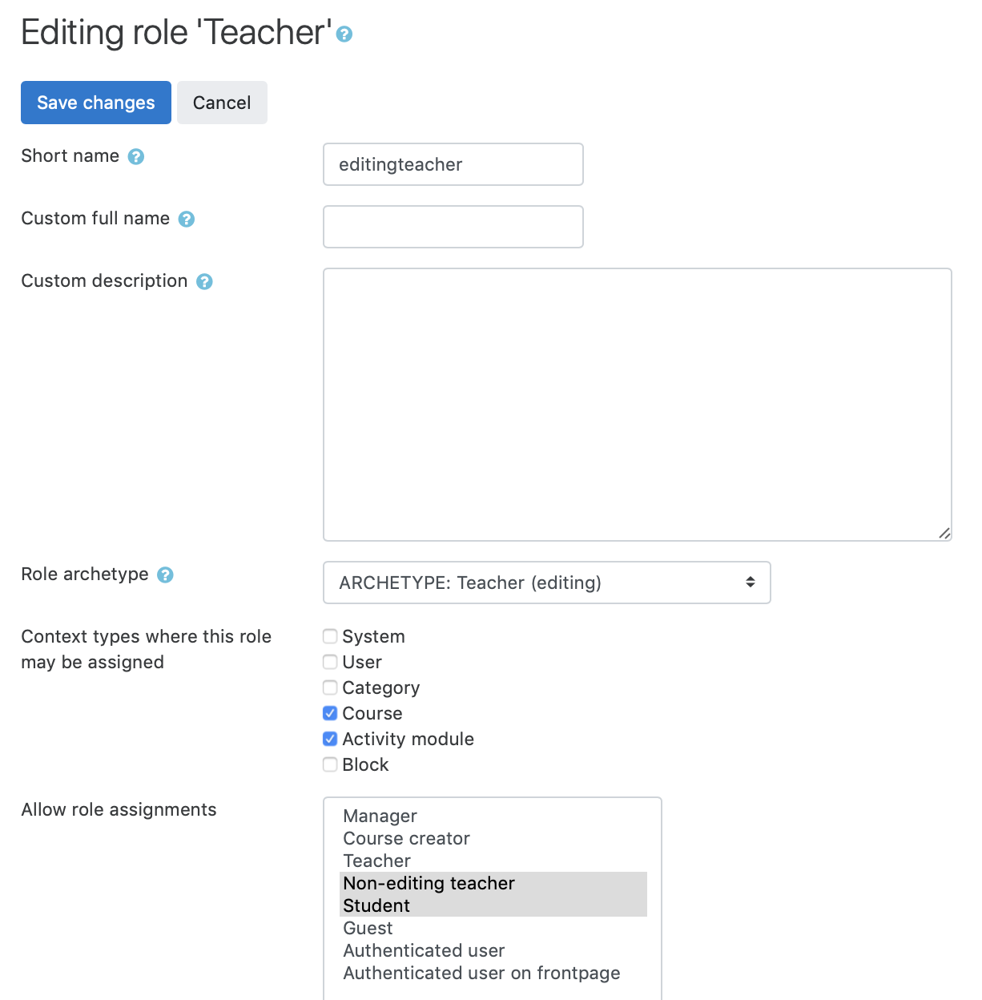 Editing role 'Teacher'
Save changes Cancel
Short name editingteacher
Custom full name
Custom description
Role archetype ARCHETYPE: Teacher (editing)
Context types where this role
may be assigned
System
User
Category
Course
Activity module
Block
Allow role assignments
Manager
Course creator
Teacher
Non-editing teacher
Student
Guest
Authenticated user
Authenticated user on frontpage